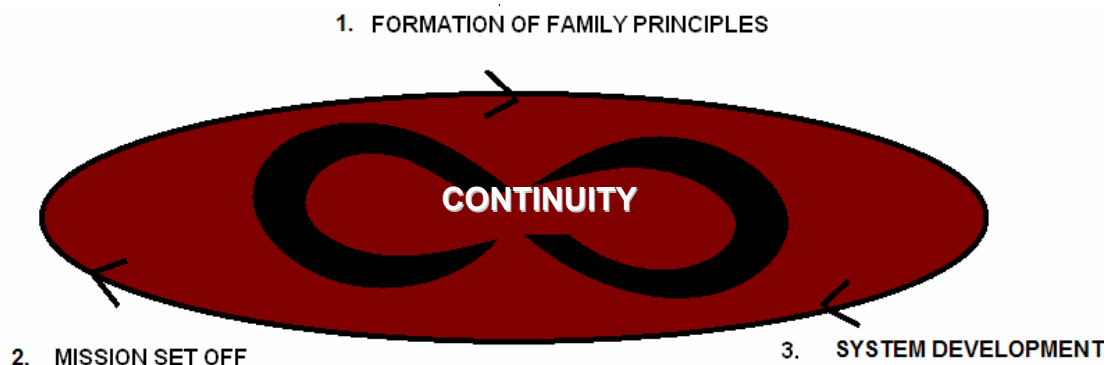 1. FORMATION OF FAMILY PRINCIPLES
CONTINUITY
2. MISSION SET OFF
3. SYSTEM DEVELOPMENT